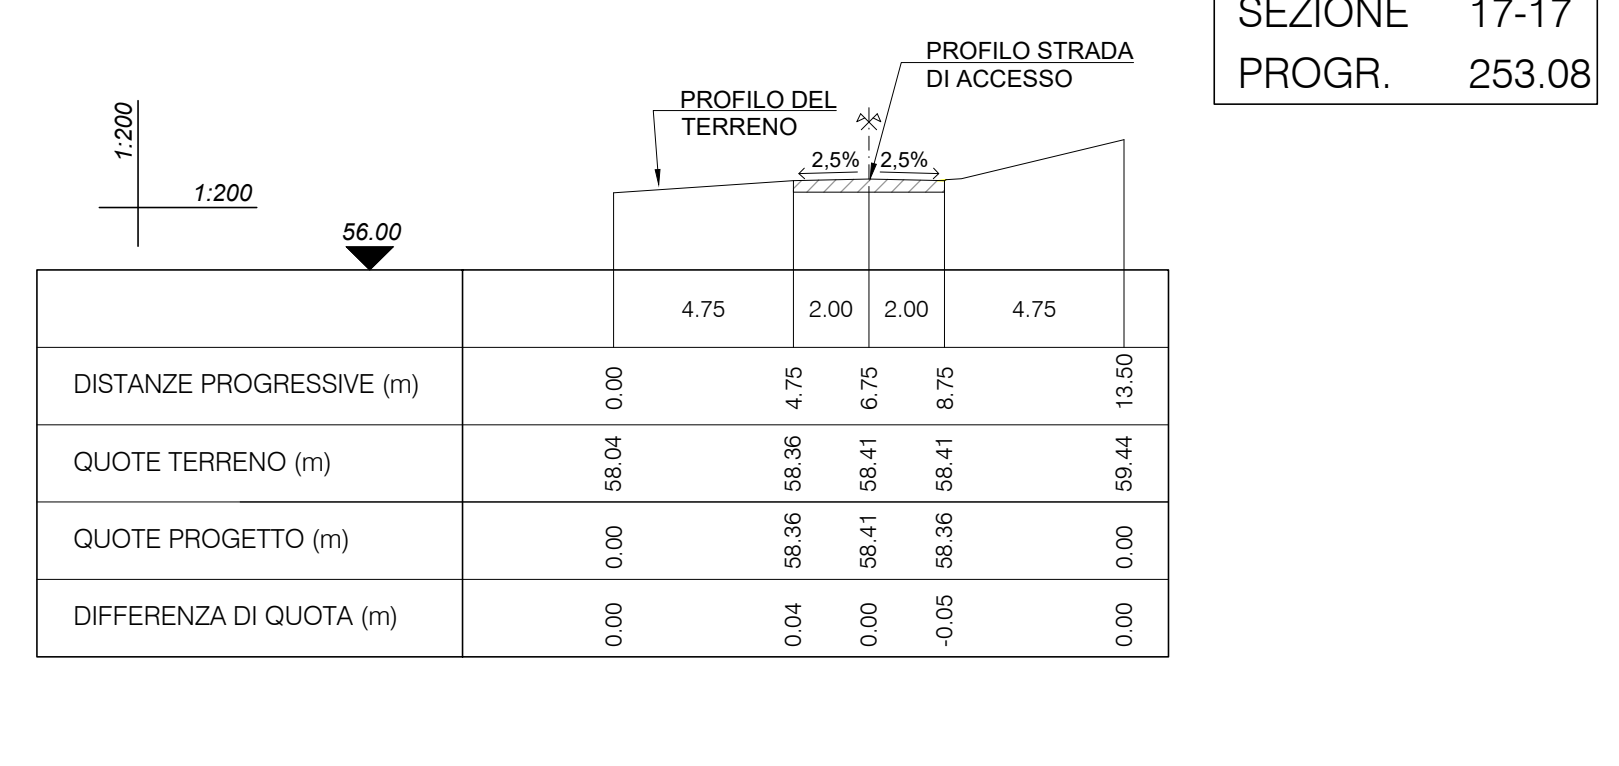 SEZIONE 17-17
PROGR. 253.08
PROFILO STRADA
DI ACCESSO
PROFILO DEL
TERRENO
1:200
1:200
2,5% 2,5%
56.00
4.75 2.00 2.00 4.75
DISTANZE PROGRESSIVE (m) 0.00 4.75 6.75 8.75 13.50
QUOTE TERRENO (m) 58.04 58.36 58.41 58.41 59.44
QUOTE PROGETTO (m) 0.00 58.36 58.41 58.36 0.00
DIFFERENZA DI QUOTA (m) 0.00 0.04 0.00 -0.05 0.00